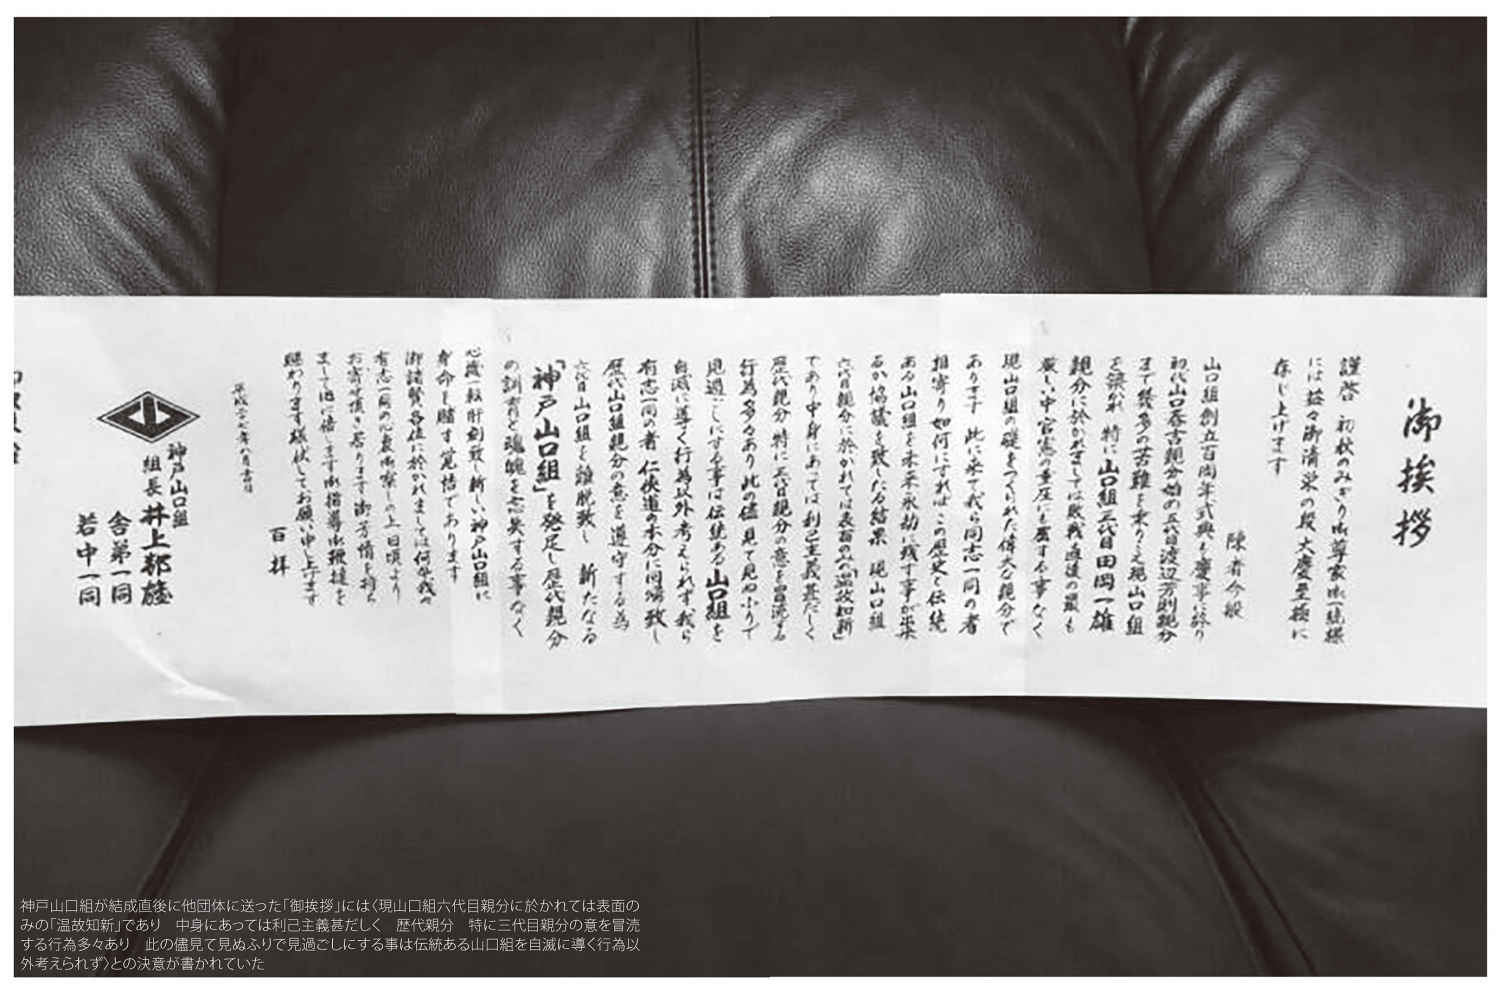 御挨拶
謹啓 初秋のみぎり御尊家御一統様
には益々御清栄の段 大慶至極に
存じ上げます
陳者今般
山口組創立百周年式典も慶事に終り
初代山口春吉親分始め五代目渡辺芳則親分
まで幾多の苦難を乗りこえ現山口組
を築かれ 特に山口組三代目田岡一雄
親分に於かれましては敗戦直後の最も
厳しい中官憲の重圧にも屈する事なく
現山口組の礎をつくられた偉大な親分で
あります 此に来て我ら同志一同の者
相寄り如何にすればこの歴史と伝統
ある山口組を未来永劫に残す事が出来
るか協議を致したる結果 現山口組
六代目親分に於かれては表面のみの「温故知新」
であり中身にあっては利己主義甚だしく
歴代親分 特に三代目親分の意を冒涜する
行為多々あり 此の儘見て見ぬふりで
見過ごしにする事は伝統ある山口組を
自滅に導く行為以外考えられず我ら
有志一同の者 仁侠道の本分に回帰致し
歴代山口組親分の意を遵守する為
六代目山口組を離脱致し 新たなる
「神戸山口組」を発足し歴代親分
の訓育と魂魄を忘失する事なく
心機一転肝刻致し新しい神戸山口組に
身命を賭す覚悟であります
御諸賢の各位に於かれましては何卒我々
有志一同の心衷御察しの上日頃より
お寄せ頂き居ります御芳情を持ち
まして旧に倍します御指導御鞭撻を
賜わります様伏してお願い申し上げます
百拝
平成二十七年九月吉日
神戸山口組
組長 井上邦雄
舎弟一同
若中一同
神戸山口組が結成直後に他団体に送った「御挨拶」には〈現山口組六代目親分に於かれては表面の
みの「温故知新」であり 中身にあっては利己主義甚だしく 歴代親分 特に三代目親分の意を冒涜
する行為多々あり 此の儘見て見ぬふりで見過ごしにする事は伝統ある山口組を自滅に導く行為以
外考えられず〉との決意が書かれていた